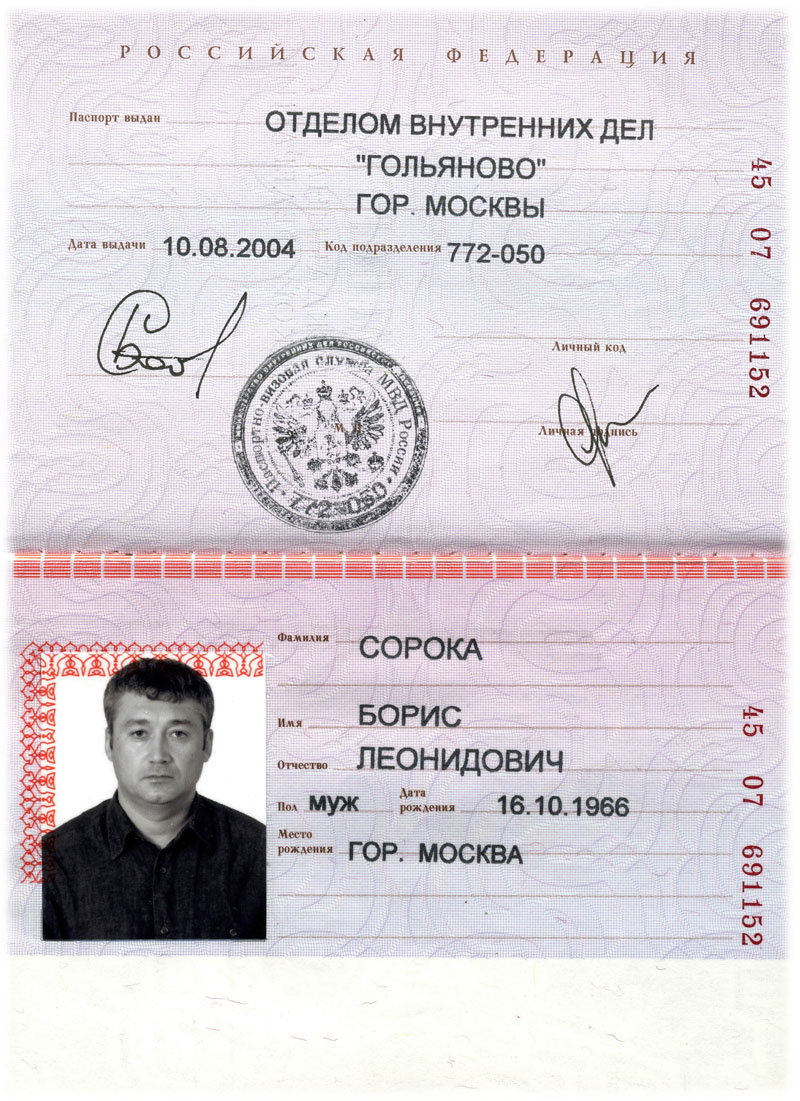 РОССИЙСКАЯ ФЕДЕРАЦИЯ
Паспорт выдан ОТДЕЛОМ ВНУТРЕННИХ ДЕЛ
"ГОЛЬЯНОВО"
ГОР. МОСКВЫ
Дата выдачи 10.08.2004 Код подразделения 772-050
45 07 691152
Личный код
Личная подпись
Паспортно-визовая служба МВД России
772-050
М.П.
Фамилия СОРОКА
Имя БОРИС
Отчество ЛЕОНИДОВИЧ
Пол МУЖ Дата рождения 16.10.1966
Место рождения ГОР. МОСКВА
45 07 691152